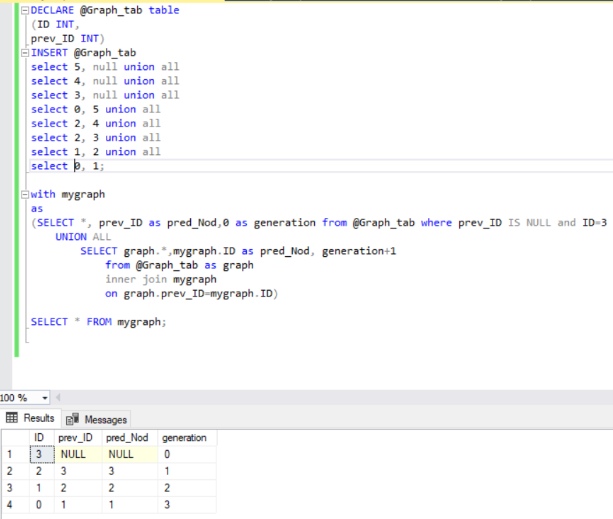 DECLARE @Graph_tab table
(ID INT,
prev_ID INT)
INSERT @Graph_tab
select 5, null union all
select 4, null union all
select 3, null union all
select 0, 5 union all
select 2, 4 union all
select 2, 3 union all
select 1, 2 union all
select 0, 1;
with mygraph
as
(SELECT *, prev_ID as pred_Nod,0 as generation from @Graph_tab where prev_ID IS NULL and ID=3
UNION ALL
SELECT graph.*,mygraph.ID as pred_Nod, generation+1
from @Graph_tab as graph
inner join mygraph
on graph.prev_ID=mygraph.ID)
SELECT * FROM mygraph;
100 %
Results Messages
ID prev_ID pred_Nod generation
1 3 NULL NULL 0
2 2 3 3 1
3 1 2 2 2
4 0 1 1 3